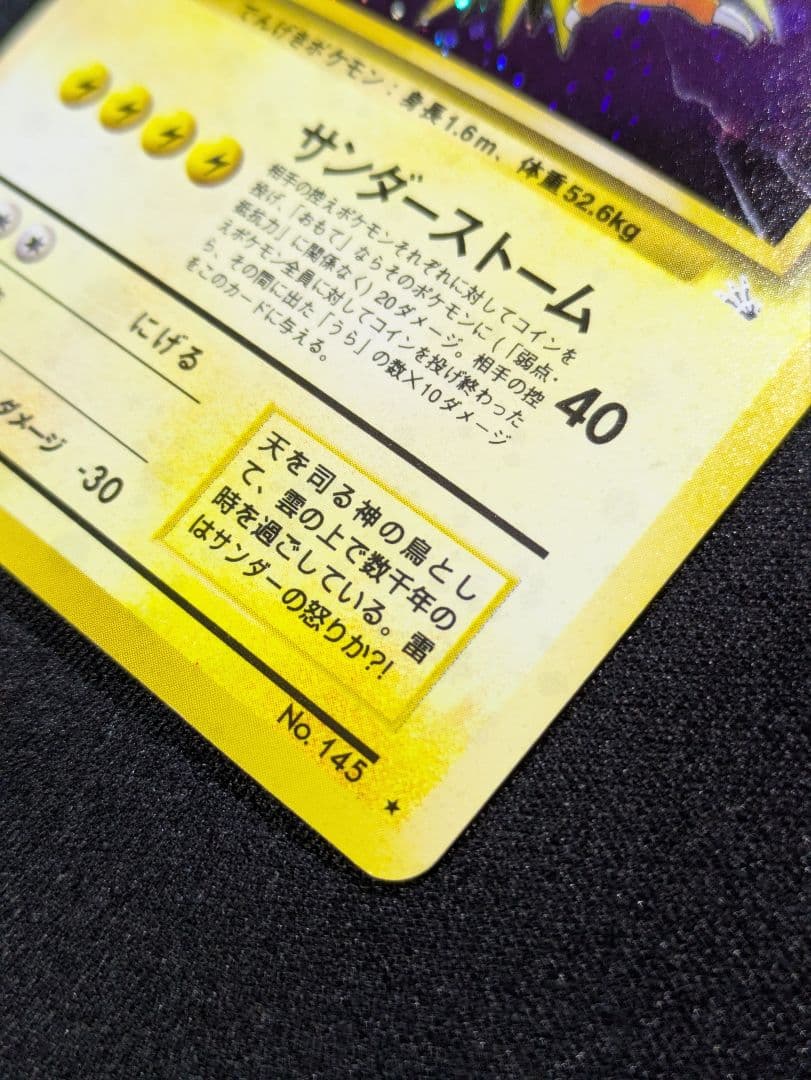 でんげきポケモン：身長1.6m、体重52.6kg
サンダーストーム
40
相手の控えポケモンそれぞれに対してコインを
投げ、「おもて」ならそのポケモンに（「弱点・
抵抗力」に関係なく）20ダメージ。相手の控
えポケモン全員に対してコインを投げ終わった
ら、その間に出た「うら」の数×10ダメージ
をこのカードに与える。
にげる
ダメージ -30
天を司る神の鳥とし
て、雲の上で数千年の
時を過ごしている。雷
はサンダーの怒りか?!
No. 145